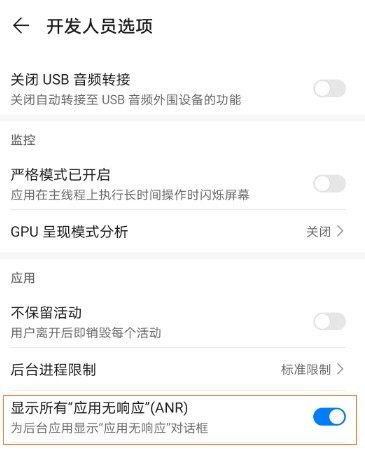 开发人员选项
关闭 USB 音频转接
关闭自动转接至 USB 音频外围设备的功能
监控
严格模式已开启
应用在主线程上执行长时间操作时闪烁屏幕
GPU 呈现模式分析 关闭
应用
不保留活动
用户离开后即销毁每个活动
后台进程限制 标准限制
显示所有“应用无响应”(ANR)
为后台应用显示“应用无响应”对话框